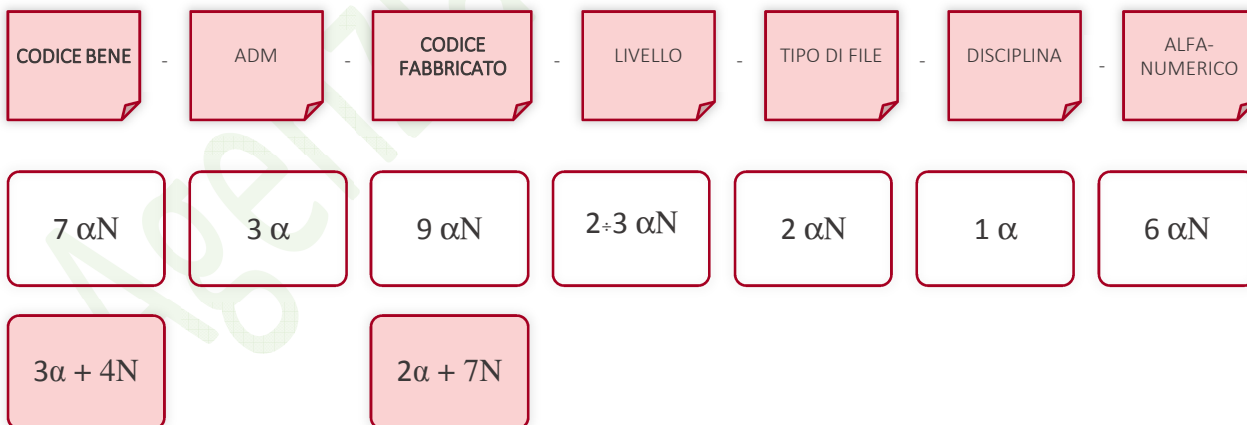 CODICE BENE - ADM - CODICE FABBRICATO - LIVELLO - TIPO DI FILE - DISCIPLINA - ALFA-NUMERICO
7 αN
3 α
9 αN
2÷3 αN
2 αN
1 α
6 αN
3α + 4N
2α + 7N
Agenzi